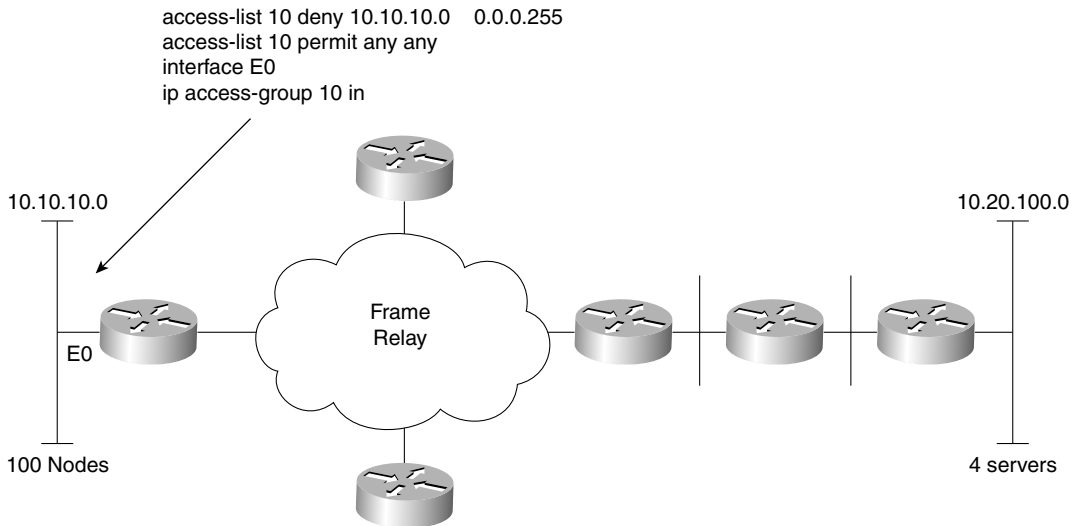 access-list 10 deny 10.10.10.0 0.0.0.255
access-list 10 permit any any
interface E0
ip access-group 10 in
10.10.10.0
10.20.100.0
Frame
Relay
E0
100 Nodes
4 servers